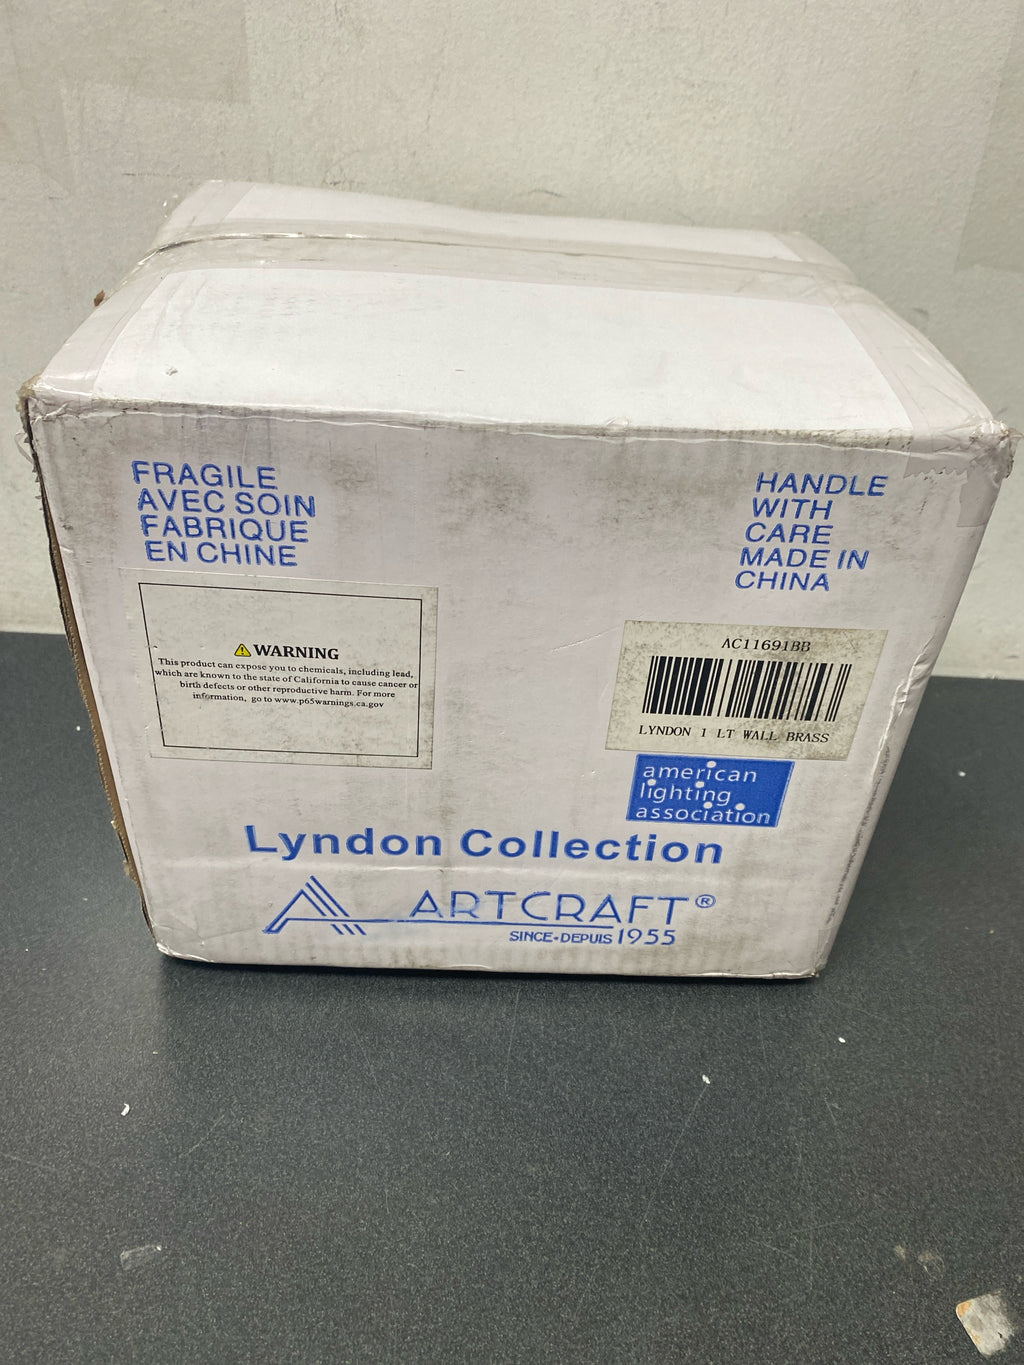 FRAGILE
AVEC SOIN
FABRIQUE
EN CHINE
HANDLE
WITH
CARE
MADE IN
CHINA
WARNING
This product can expose you to chemicals, including lead,
which are known to the state of California to cause cancer or
birth defects or other reproductive harm. For more
information, go to www.p65warnings.ca.gov
AC11691BB
LYNDON 1 LT WALL BRASS
american
lighting
association
Lyndon Collection
ARTCRAFT®
SINCE•DEPUIS 1955